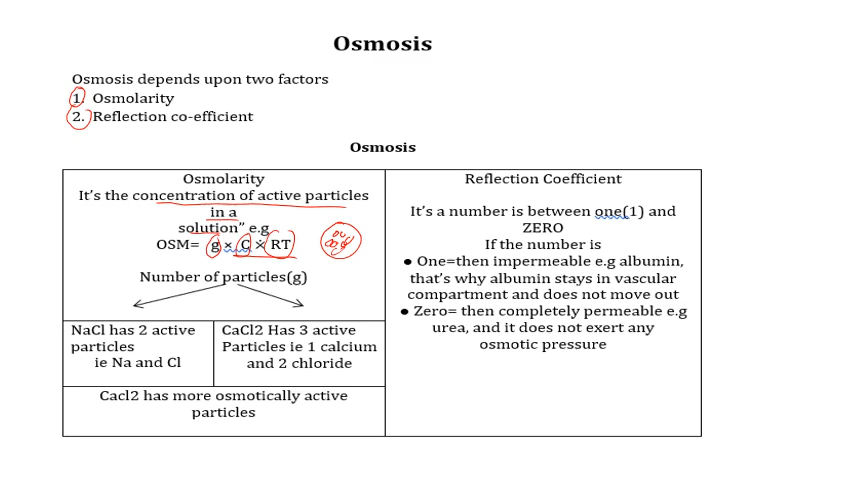 Osmosis
Osmosis depends upon two factors
1. Osmolarity
2. Reflection co-efficient
Osmosis
Osmolarity
It's the concentration of active particles
in a
solution" e.g
OSM= g × C × RT
Number of particles(g)
NaCl has 2 active
particles
ie Na and Cl
CaCl2 Has 3 active
Particles ie 1 calcium
and 2 chloride
Cacl2 has more osmotically active
particles
Reflection Coefficient
It's a number is between one(1) and
ZERO
If the number is
● One=then impermeable e.g albumin,
that's why albumin stays in vascular
compartment and does not move out
● Zero= then completely permeable e.g
urea, and it does not exert any
osmotic pressure